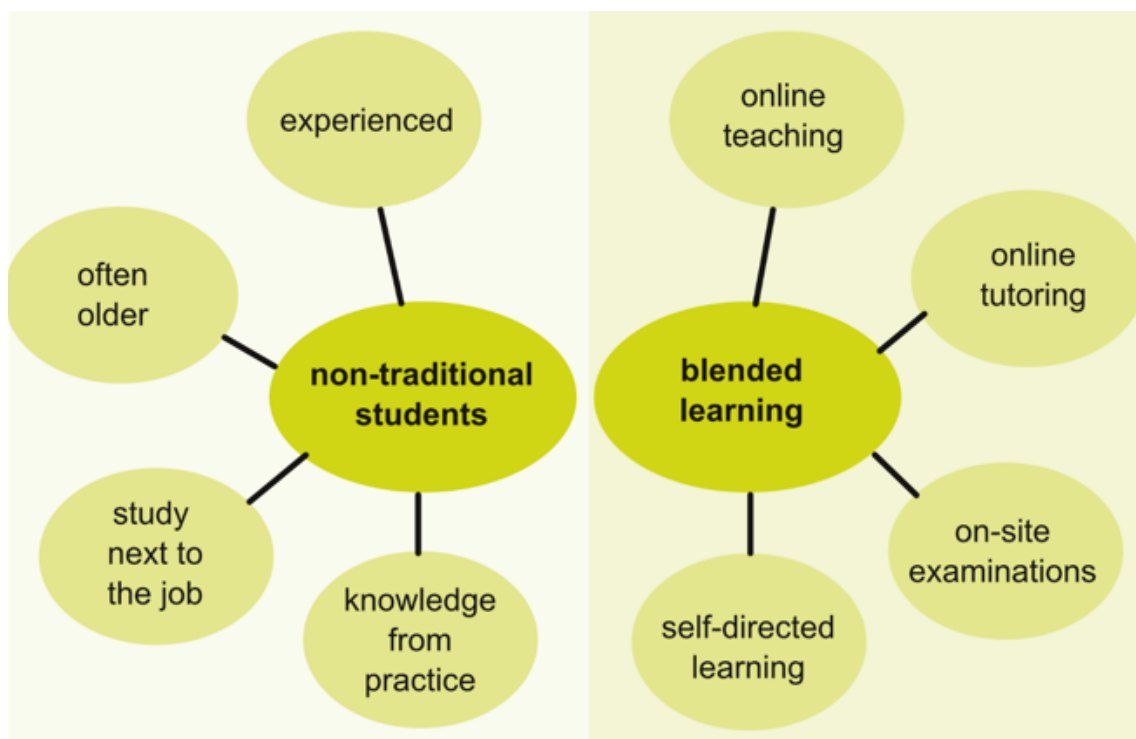 experienced
often
older
non-traditional
students
study
next to
the job
knowledge
from
practice
online
teaching
online
tutoring
blended
learning
on-site
examinations
self-directed
learning